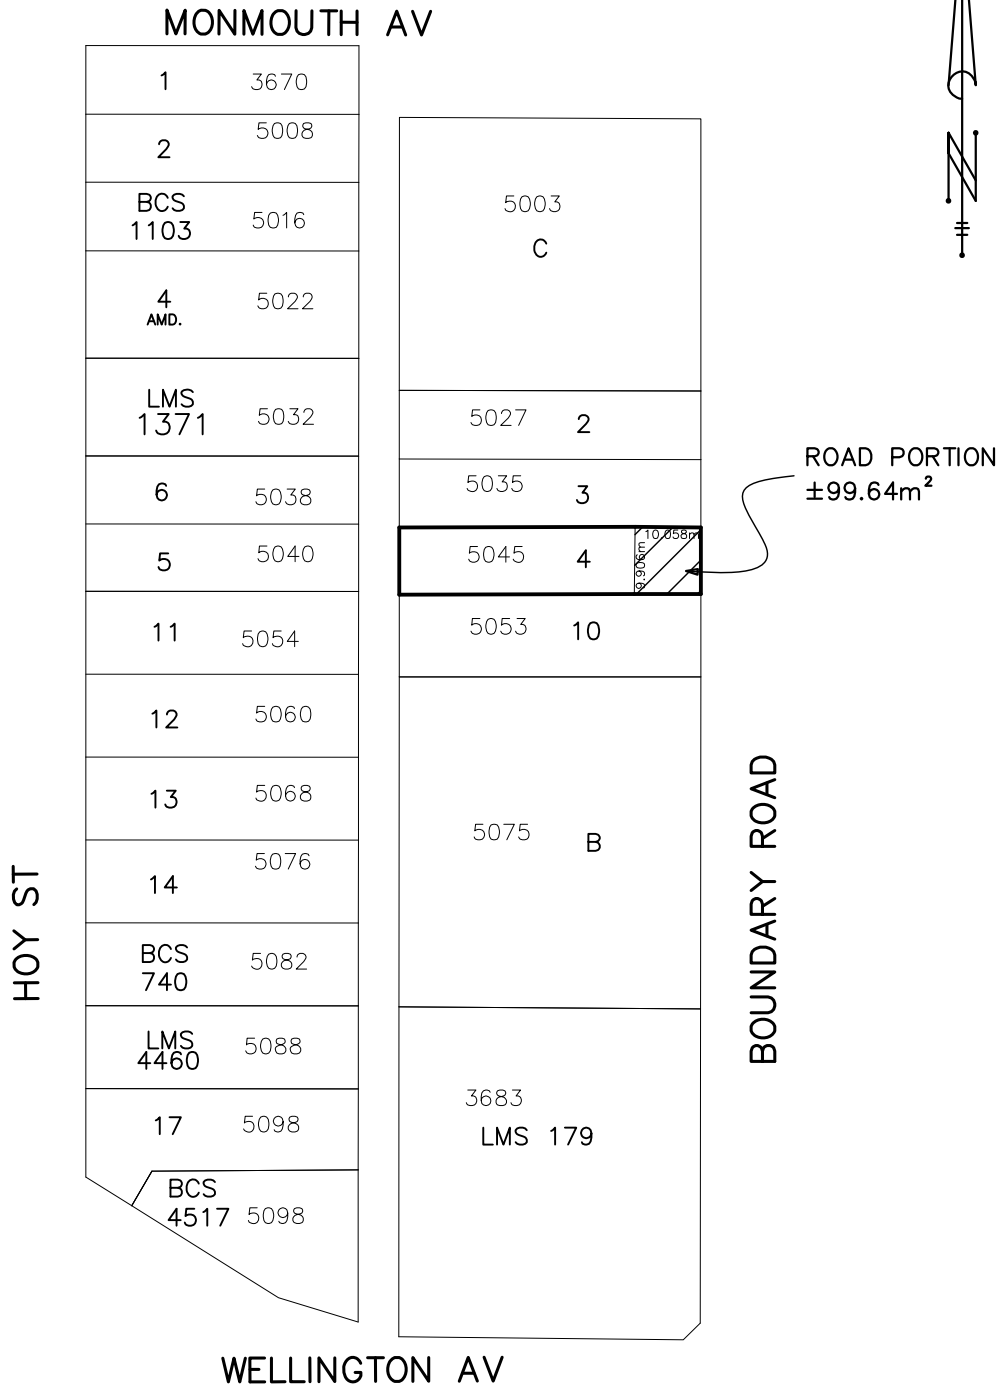 MONMOUTH AV
N
1 3670
2 5008
BCS
1103 5016
4 5022
AMD.
LMS
1371 5032
6 5038
5 5040
11 5054
12 5060
13 5068
14 5076
BCS
740 5082
LMS
4460 5088
17 5098
BCS
4517 5098
HOY ST
5003
C
5027 2
5035 3
5045 4
9.906m
10.058m
ROAD PORTION
±99.64m²
5053 10
5075 B
3683
LMS 179
BOUNDARY ROAD
WELLINGTON AV